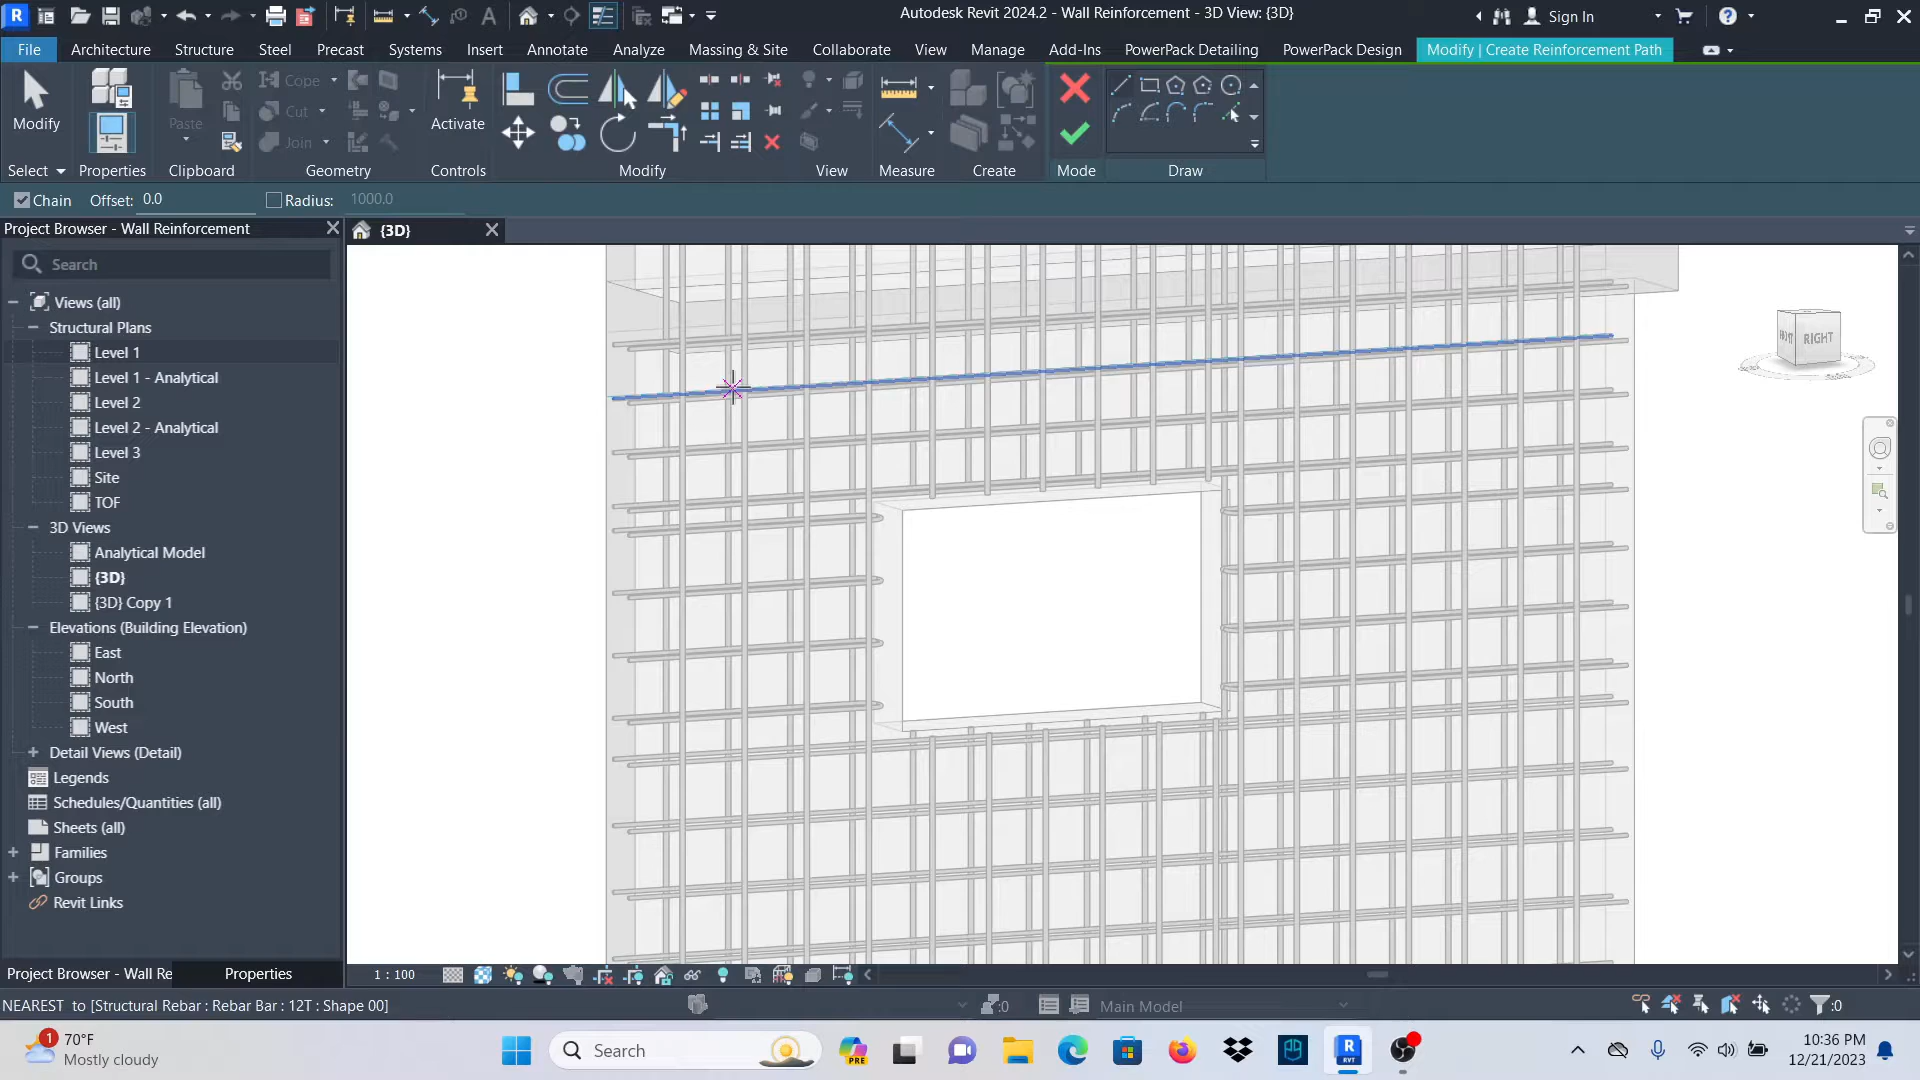 Autodesk Revit 2024.2 - Wall Reinforcement - 3D View: {3D}
Sign In
File Architecture Structure Steel Precast Systems Insert Annotate Analyze Massing & Site Collaborate View Manage Add-Ins PowerPack Detailing PowerPack Design Modify | Create Reinforcement Path
Modify
Paste
Cope
Cut
Join
Activate
Select Properties Clipboard Geometry Controls Modify View Measure Create Mode Draw
Chain Offset: 0.0 Radius: 1000.0
Project Browser - Wall Reinforcement
{3D}
Search
Views (all)
Structural Plans
Level 1
Level 1 - Analytical
Level 2
Level 2 - Analytical
Level 3
Site
TOF
3D Views
Analytical Model
{3D}
{3D} Copy 1
Elevations (Building Elevation)
East
North
South
West
Detail Views (Detail)
Legends
Schedules/Quantities (all)
Sheets (all)
Families
Groups
Revit Links
RIGHT
Project Browser - Wall Re Properties
1 : 100
NEAREST to [Structural Rebar : Rebar Bar : 12T : Shape 00]
:0
Main Model
:0
1
70°F
Mostly cloudy
Search
PRE
R
RVT
10:36 PM
12/21/2023